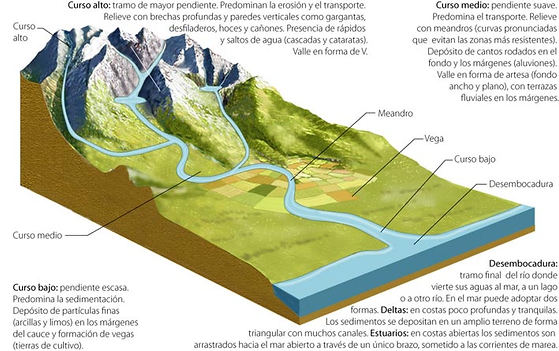 Curso alto: tramo de mayor pendiente. Predominan la erosión y el transporte.
Relieve con brechas profundas y paredes verticales como gargantas,
desfiladeros, hoces y cañones. Presencia de rápidos
y saltos de agua (cascadas y cataratas).
Valle en forma de V.
Curso medio: pendiente suave.
Predomina el transporte. Relieve
con meandros (curvas pronunciadas
que evitan las zonas más resistentes).
Depósito de cantos rodados en el
fondo y los márgenes (aluviones).
Valle en forma de artesa (fondo
ancho y plano), con terrazas
fluviales en los márgenes.
Curso
alto
Meandro
Vega
Curso bajo
Desembocadura
Curso medio
Curso bajo: pendiente escasa.
Predomina la sedimentación.
Depósito de partículas finas
(arcillas y limos) en los márgenes
del cauce y formación de vegas
(tierras de cultivo).
Desembocadura:
tramo final del río donde
vierte sus aguas al mar, a un lago
o a otro río. En el mar puede adoptar dos
formas. Deltas: en costas poco profundas y tranquilas.
Los sedimentos se depositan en un amplio terreno de forma
triangular con muchos canales. Estuarios: en costas abiertas los sedimentos son
arrastrados hacia el mar abierto a través de un único brazo, sometido a las corrientes de marea.